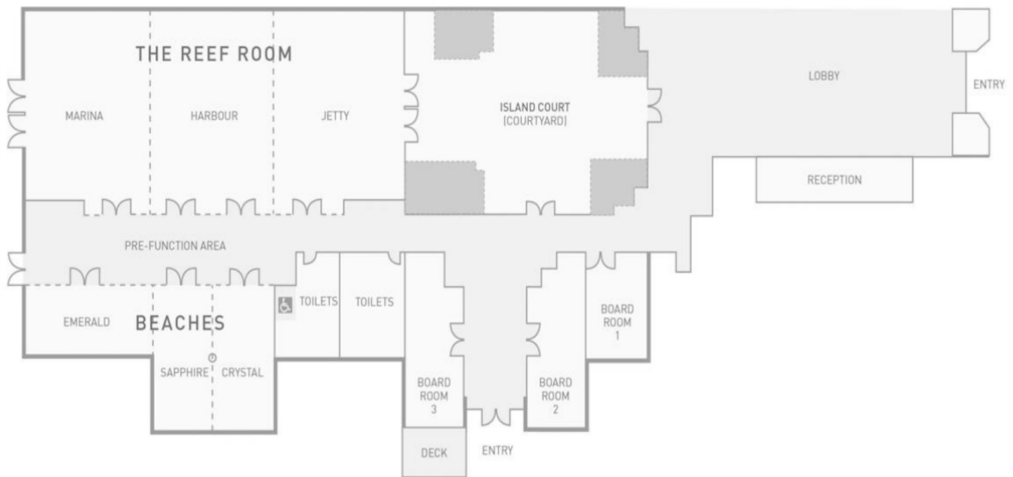 THE REEF ROOM
MARINA
HARBOUR
JETTY
ISLAND COURT
(COURTYARD)
LOBBY
ENTRY
RECEPTION
PRE-FUNCTION AREA
EMERALD
BEACHES
SAPPHIRE
CRYSTAL
TOILETS
TOILETS
BOARD
ROOM
3
BOARD
ROOM
2
BOARD
ROOM
1
DECK
ENTRY